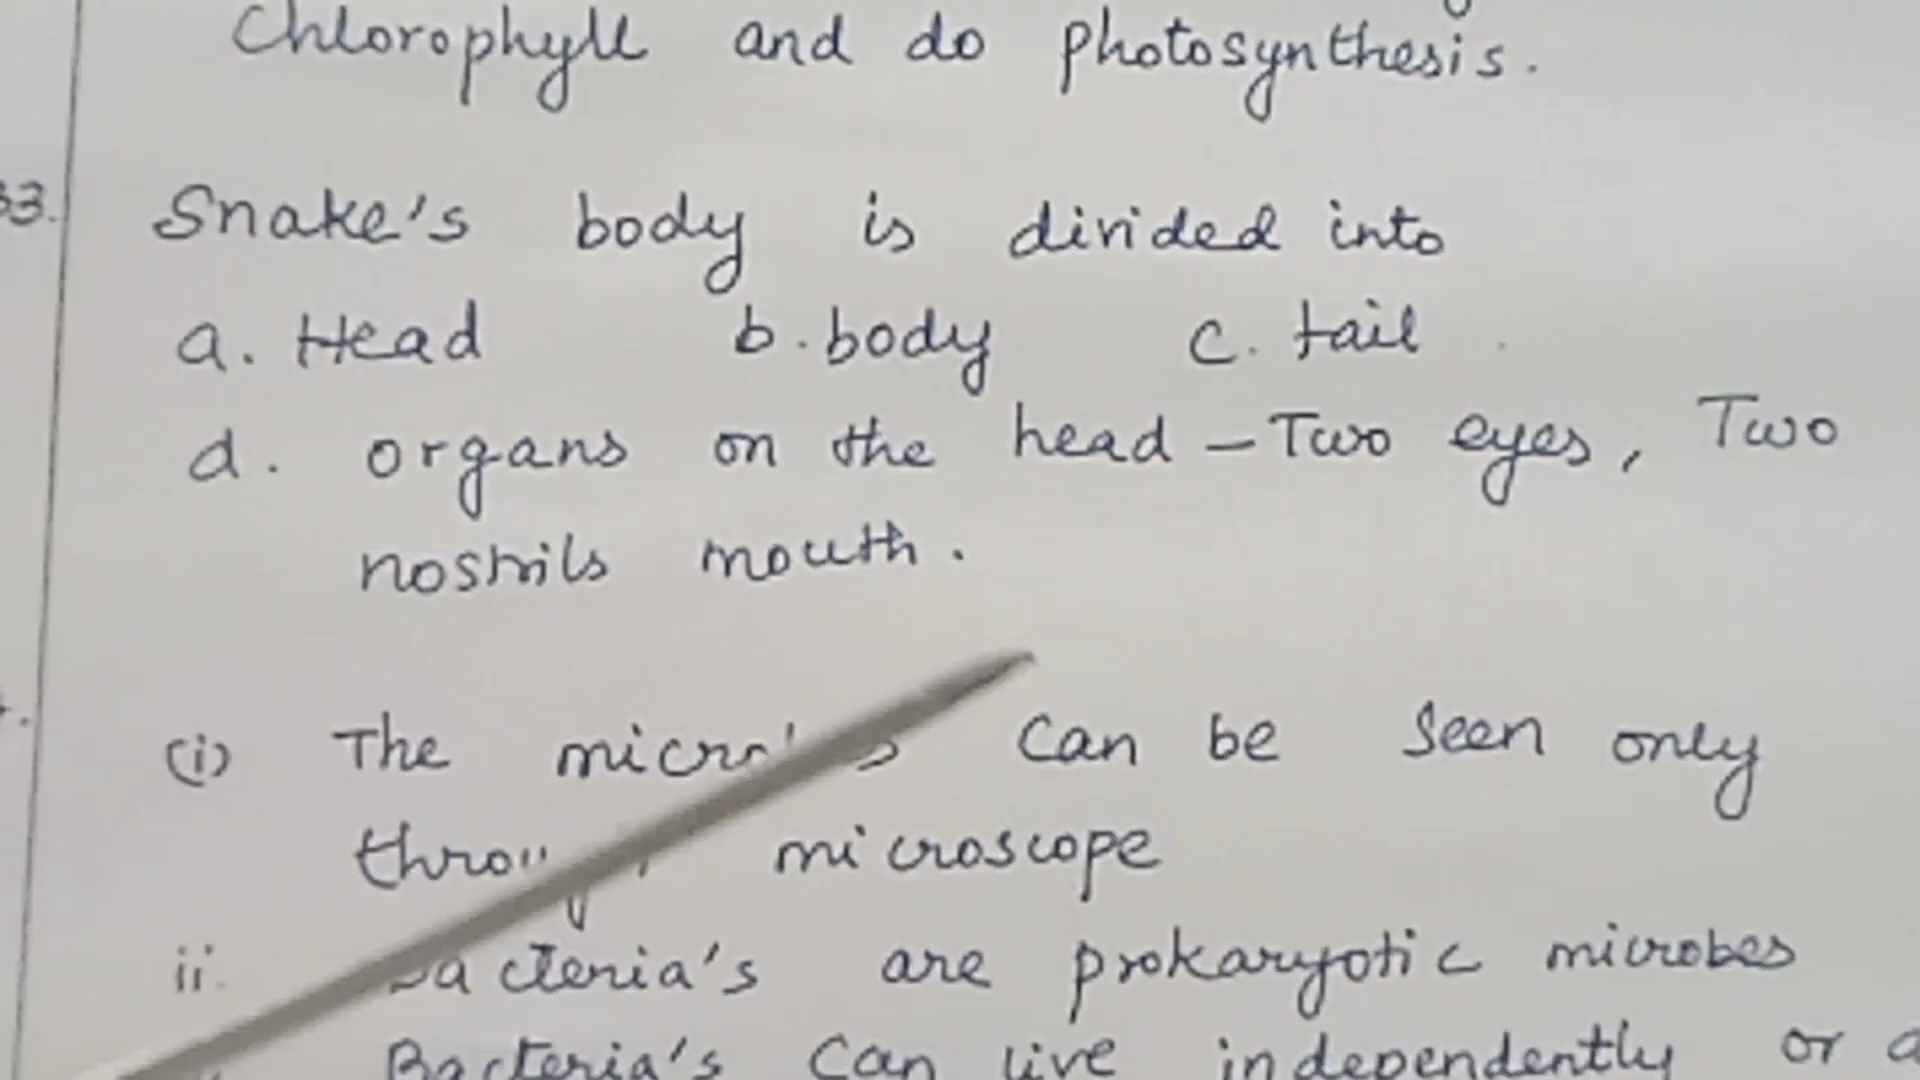 Chlorophyll and do photosynthesis.
33. Snake's body is divided into
a. Head b. body c. tail
d. organs on the head - Two eyes, Two
nostrils mouth.
(i) The can be seen only
microscope
ii. are prokaryotic microbes
Bacteria's can live independently or